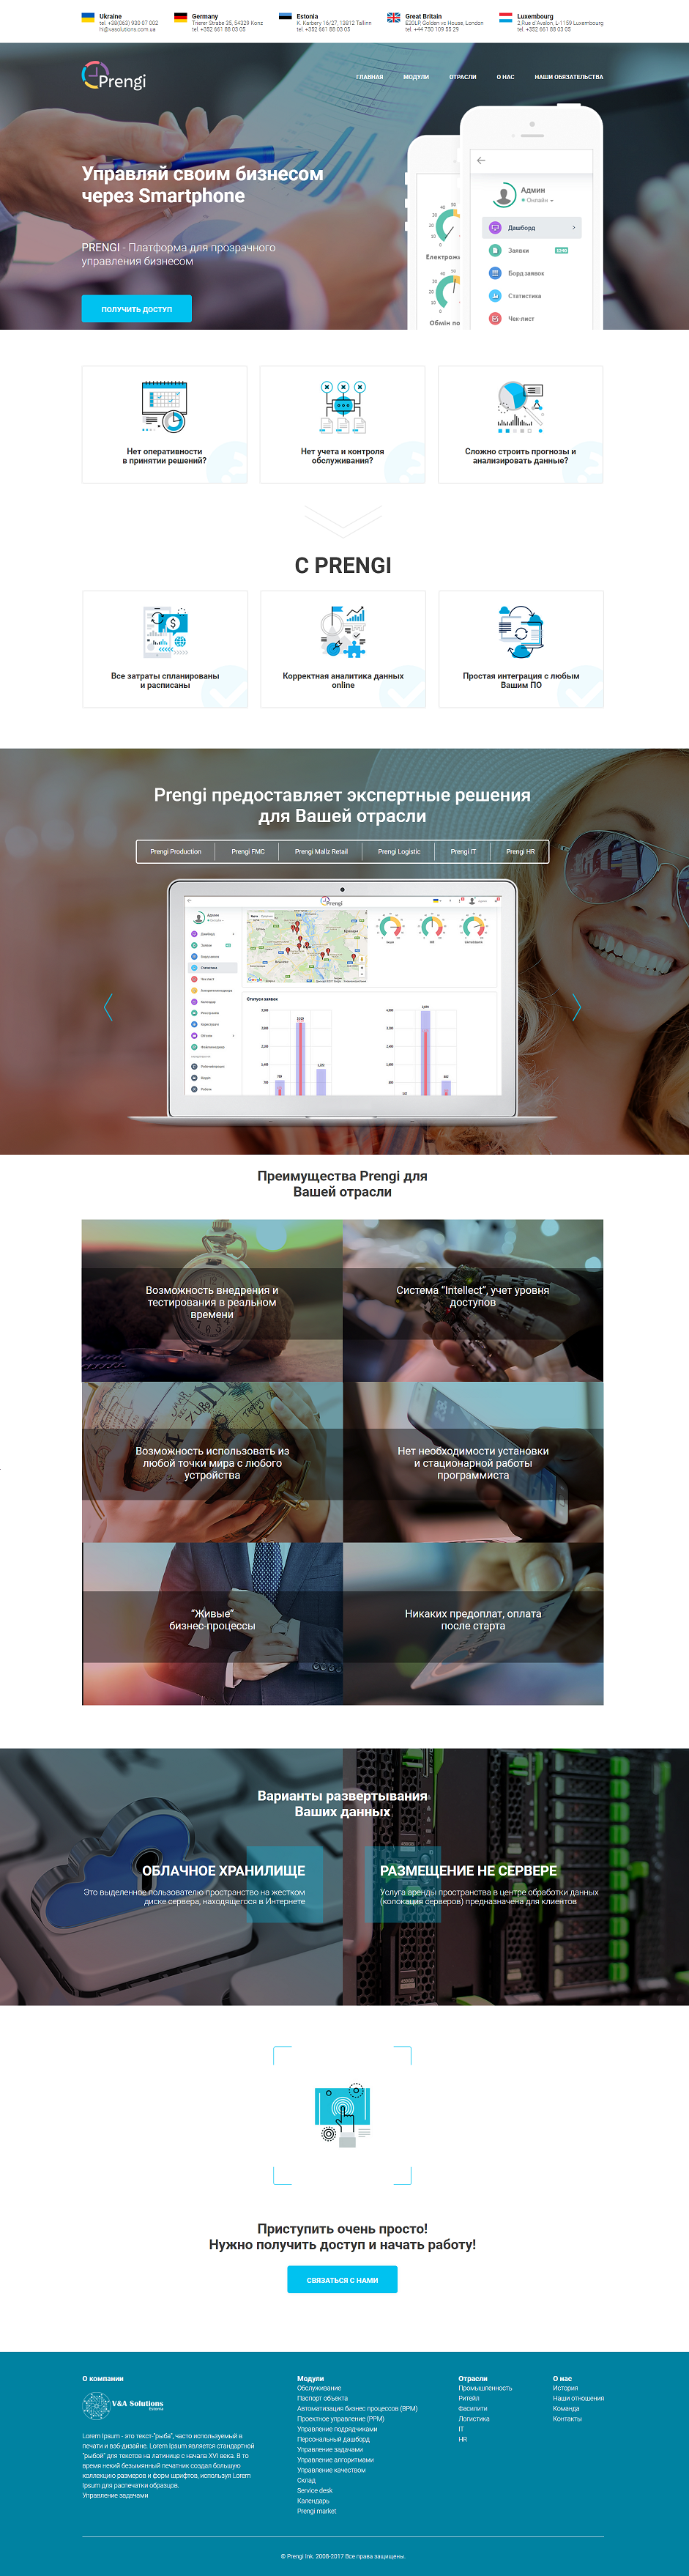 Ukraine
tel. +38(063) 930 07 002
hi@vasolutions.com.ua
Germany
Trierer Straße 35, 54329 Konz
tel. +352 661 88 03 05
Estonia
K. Karbery 16/27, 13812 Tallinn
tel. +352 661 88 03 05
Great Britain
E20LP, Golden vc House, London
tel. +44 750 109 55 29
Luxembourg
2,Rue d`Avalon, L-1159 Luxembourg
tel. +352 661 88 03 05
Prengi
ГЛАВНАЯ
МОДУЛИ
ОТРАСЛИ
О НАС
НАШИ ОБЯЗАТЕЛЬСТВА
Управляй своим бизнесом
через Smartphone
PRENGI - Платформа для прозрачного
управления бизнесом
ПОЛУЧИТЬ ДОСТУП
Админ
Онлайн
Дашборд
Заявки
Борд заявок
Статистика
Чек-лист
Нет оперативности
в принятии решений?
Нет учета и контроля
обслуживания?
Сложно строить прогнозы и
анализировать данные?
С PRENGI
Все затраты спланированы
и расписаны
Корректная аналитика данных
online
Простая интеграция с любым
Вашим ПО
Prengi предоставляет экспертные решения
для Вашей отрасли
Prengi Production
Prengi FMC
Prengi Mallz Retail
Prengi Logistic
Prengi IT
Prengi HR
Prengi
Админ
Статистика
Статусы заявок
Преимущества Prengi для
Вашей отрасли
Возможность внедрения и
тестирования в реальном
времени
Система “Intellect”, учет уровня
доступов
Возможность использовать из
любой точки мира с любого
устройства
Нет необходимости установки
и стационарной работы
программиста
“Живые”
бизнес-процессы
Никаких предоплат, оплата
после старта
Варианты развертывания
Ваших данных
ОБЛАЧНОЕ ХРАНИЛИЩЕ
Это выделенное пользователю пространство на жестком
диске сервера, находящегося в Интернете
РАЗМЕЩЕНИЕ НЕ СЕРВЕРЕ
Услуга аренды пространства в центре обработки данных
(колокация серверов) предназначена для клиентов
Приступить очень просто!
Нужно получить доступ и начать работу!
СВЯЗАТЬСЯ С НАМИ
О компании
V&A Solutions
Estonia
Lorem Ipsum - это текст-"рыба", часто используемый в
печати и вэб-дизайне. Lorem Ipsum является стандартной
"рыбой" для текстов на латинице с начала XVI века. В то
время некий безымянный печатник создал большую
коллекцию размеров и форм шрифтов, используя Lorem
Ipsum для распечатки образцов.
Управление задачами
Модули
Обслуживание
Паспорт объекта
Автоматизация бизнес процессов (BPM)
Проектное управление (PPM)
Управление подрядчиками
Персональный дашборд
Управление задачами
Управление алгоритмами
Управление качеством
Склад
Service desk
Календарь
Prengi market
Отрасли
Промышленность
Ритейл
Фасилити
Логистика
IT
HR
О нас
История
Наши отношения
Команда
Контакты
© Prengi Ink. 2008-2017 Все права защищены.